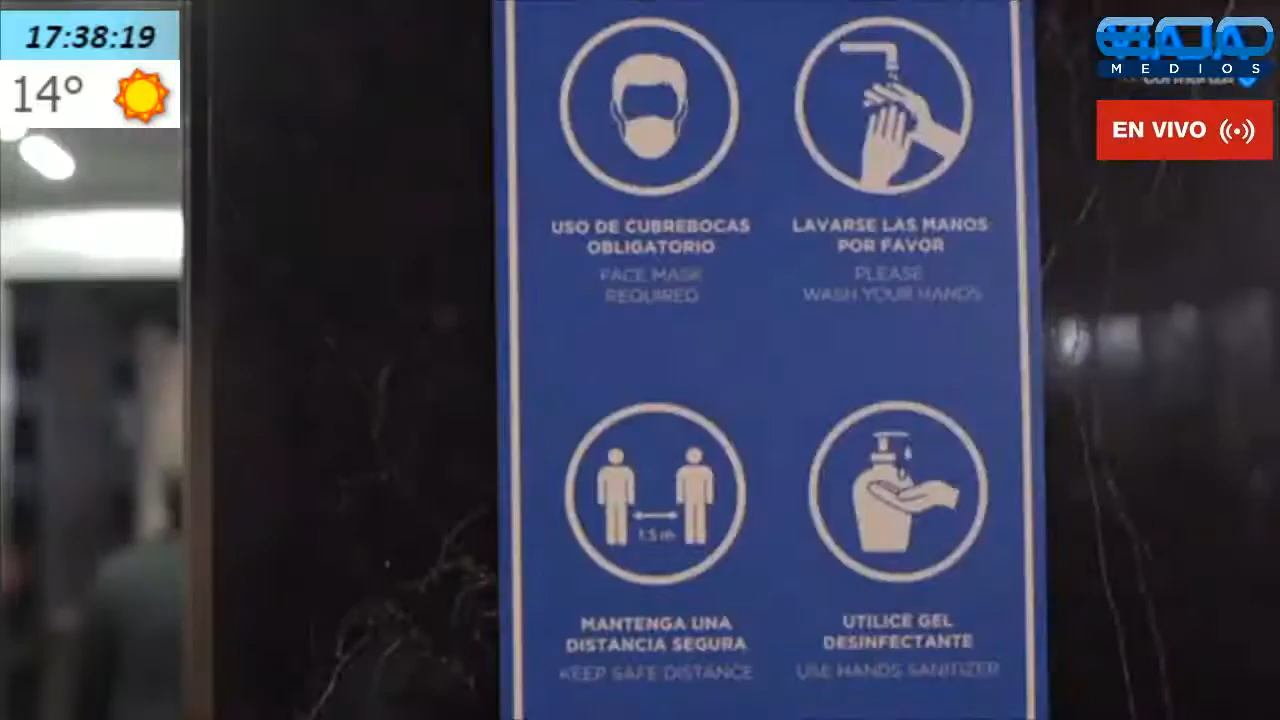 17:38:19
14°
MEDIOS
EN VIVO
USO DE CUBREBOCAS
OBLIGATORIO
FACE MASK
REQUIRED
LAVARSE LAS MANOS
POR FAVOR
PLEASE
WASH YOUR HANDS
1.5 m
MANTENGA UNA
DISTANCIA SEGURA
KEEP SAFE DISTANCE
UTILICE GEL
DESINFECTANTE
USE HANDS SANITIZER